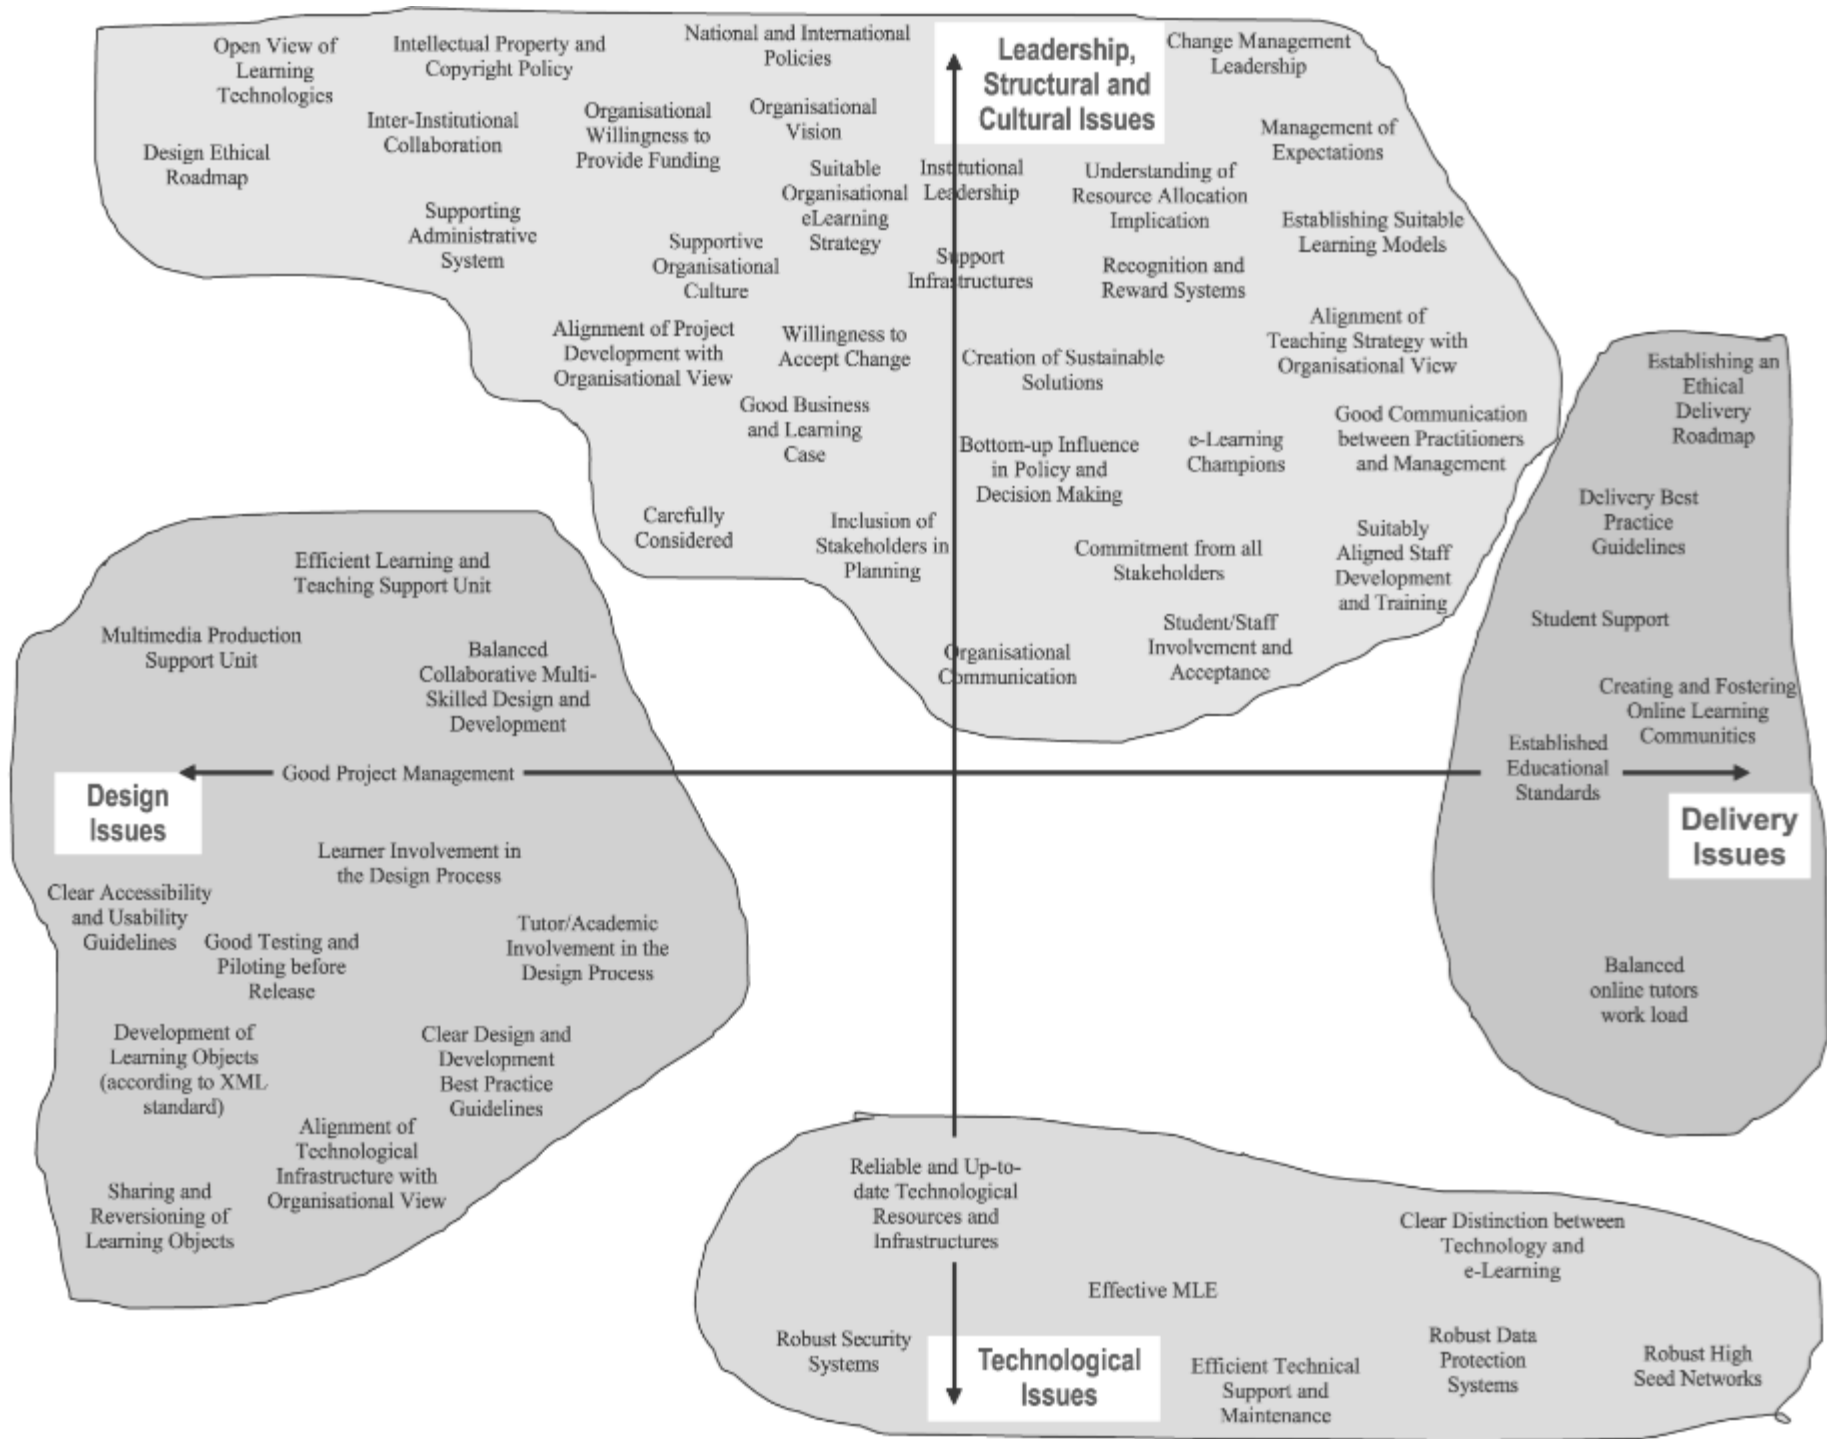 Open View of
Learning
Technologies
Intellectual Property and
Copyright Policy
National and International
Policies
Leadership,
Structural and
Cultural Issues
Change Management
Leadership
Design Ethical
Roadmap
Inter-Institutional
Collaboration
Organisational
Willingness to
Provide Funding
Organisational
Vision
Management of
Expectations
Supporting
Administrative
System
Supportive
Organisational
Culture
Suitable
Organisational
eLearning
Strategy
Institutional
Leadership
Understanding of
Resource Allocation
Implication
Establishing Suitable
Learning Models
Support
Infrastructures
Recognition and
Reward Systems
Alignment of Project
Development with
Organisational View
Willingness to
Accept Change
Creation of Sustainable
Solutions
Alignment of
Teaching Strategy with
Organisational View
Good Business
and Learning
Case
Bottom-up Influence
in Policy and
Decision Making
e-Learning
Champions
Good Communication
between Practitioners
and Management
Carefully
Considered
Inclusion of
Stakeholders in
Planning
Commitment from all
Stakeholders
Suitably
Aligned Staff
Development
and Training
Organisational
Communication
Student/Staff
Involvement and
Acceptance
Establishing an
Ethical
Delivery
Roadmap
Delivery Best
Practice
Guidelines
Student Support
Creating and Fostering
Online Learning
Communities
Established
Educational
Standards
Delivery
Issues
Balanced
online tutors
work load
Efficient Learning and
Teaching Support Unit
Multimedia Production
Support Unit
Balanced
Collaborative Multi-
Skilled Design and
Development
Good Project Management
Design
Issues
Learner Involvement in
the Design Process
Clear Accessibility
and Usability
Guidelines
Good Testing and
Piloting before
Release
Tutor/Academic
Involvement in the
Design Process
Development of
Learning Objects
(according to XML
standard)
Clear Design and
Development
Best Practice
Guidelines
Alignment of
Technological
Infrastructure with
Organisational View
Sharing and
Reversioning of
Learning Objects
Reliable and Up-to-
date Technological
Resources and
Infrastructures
Clear Distinction between
Technology and
e-Learning
Effective MLE
Robust Security
Systems
Technological
Issues
Efficient Technical
Support and
Maintenance
Robust Data
Protection
Systems
Robust High
Seed Networks